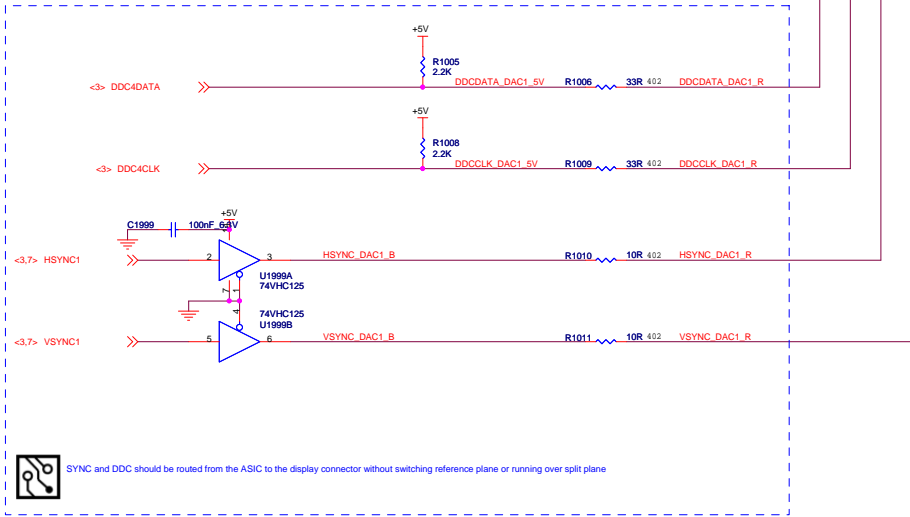 +5V
R1005
2.2K
<3> DDC4DATA DDCDATA_DAC1_5V R1006 33R 402 DDCDATA_DAC1_R
+5V
R1008
2.2K
<3> DDC4CLK DDCCLK_DAC1_5V R1009 33R 402 DDCCLK_DAC1_R
+5V
C1999 100nF_6.3V
<3,7> HSYNC1 2 3 HSYNC_DAC1_B R1010 10R 402 HSYNC_DAC1_R
U1999A
74VHC125
7 1
4
74VHC125
U1999B
<3,7> VSYNC1 5 6 VSYNC_DAC1_B R1011 10R 402 VSYNC_DAC1_R
SYNC and DDC should be routed from the ASIC to the display connector without switching reference plane or running over split plane